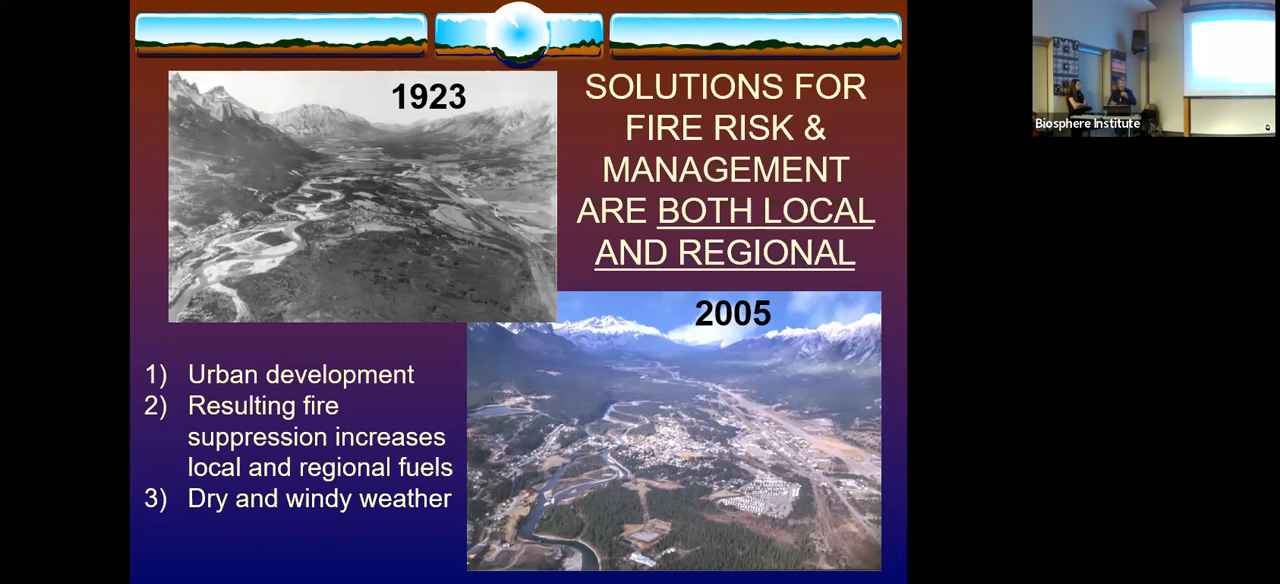 1923
SOLUTIONS FOR
FIRE RISK &
MANAGEMENT
ARE BOTH LOCAL
AND REGIONAL
2005
1) Urban development
2) Resulting fire
suppression increases
local and regional fuels
3) Dry and windy weather
Biosphere Institute